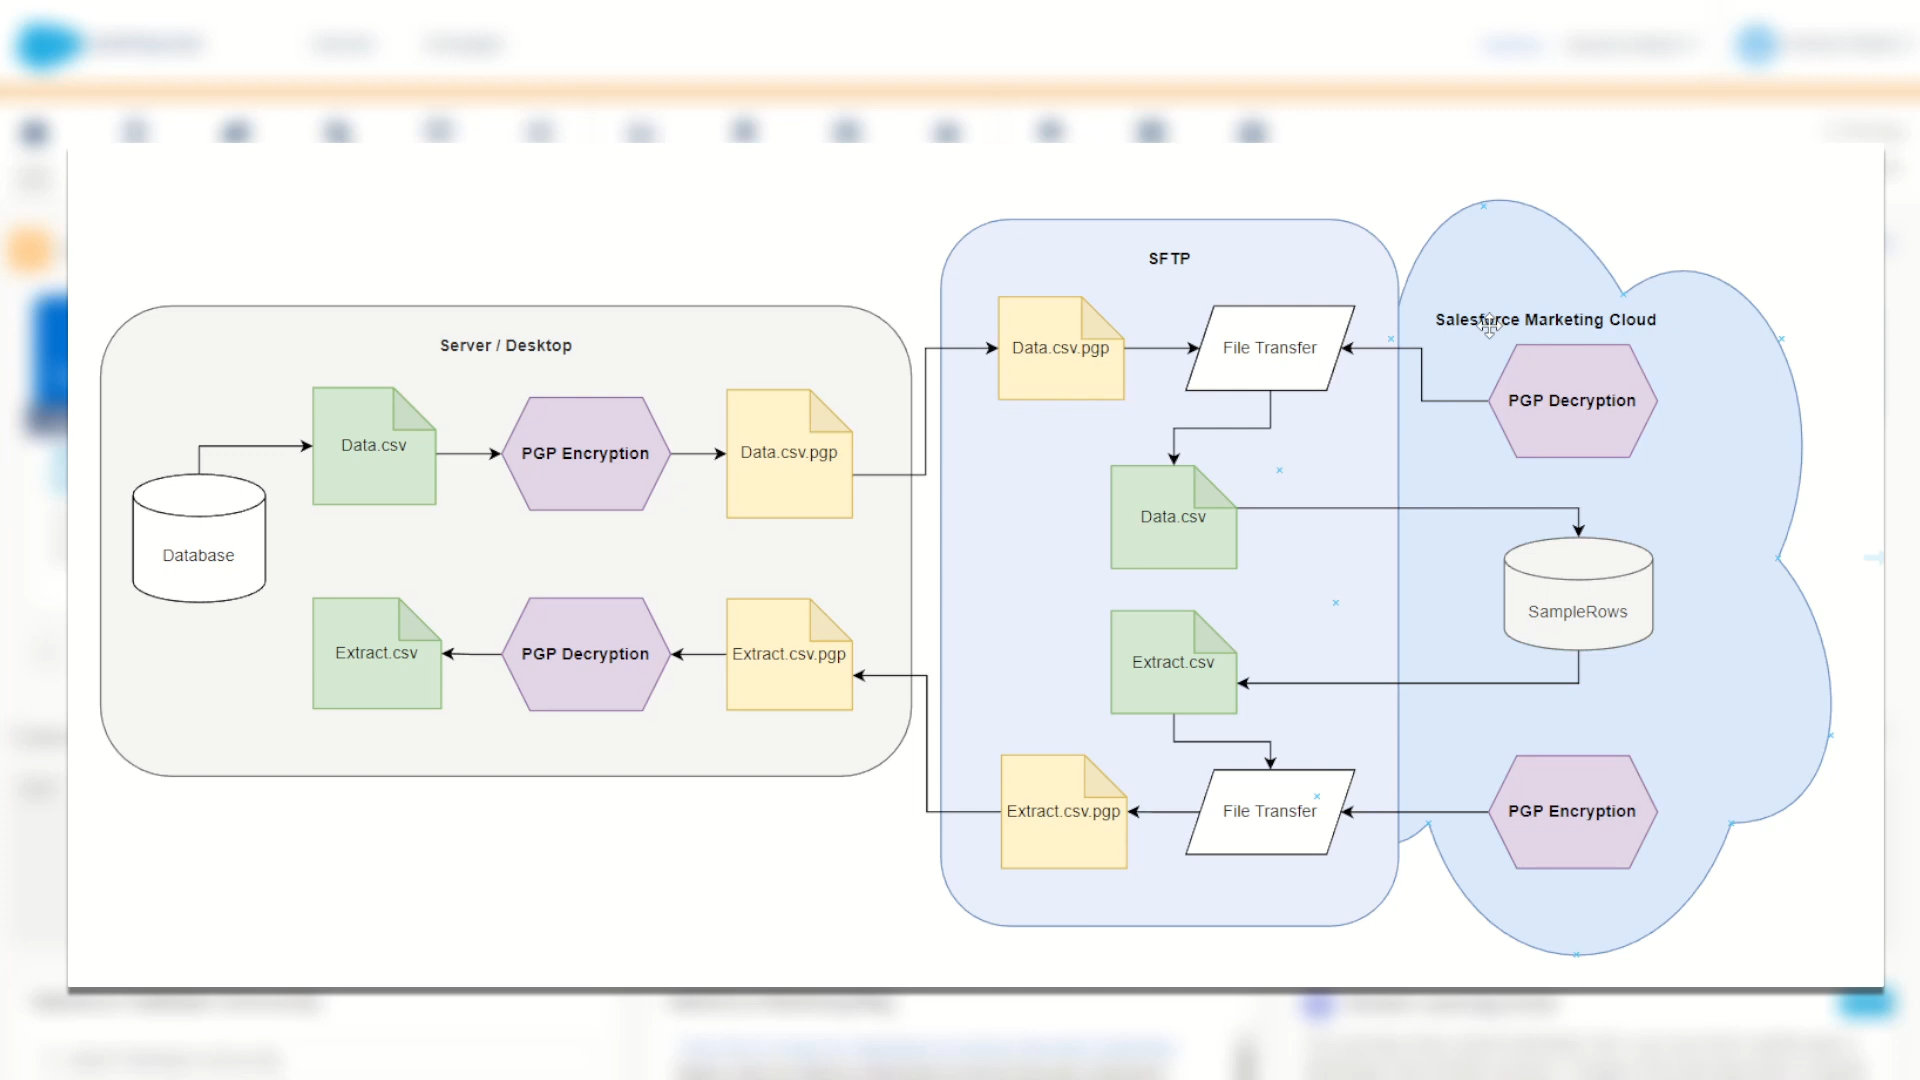 Server / Desktop
Data.csv
PGP Encryption
Data.csv.pgp
Database
Extract.csv
PGP Decryption
Extract.csv.pgp
SFTP
Data.csv.pgp
File Transfer
Data.csv
Extract.csv
Extract.csv.pgp
File Transfer
Salesforce Marketing Cloud
PGP Decryption
SampleRows
PGP Encryption